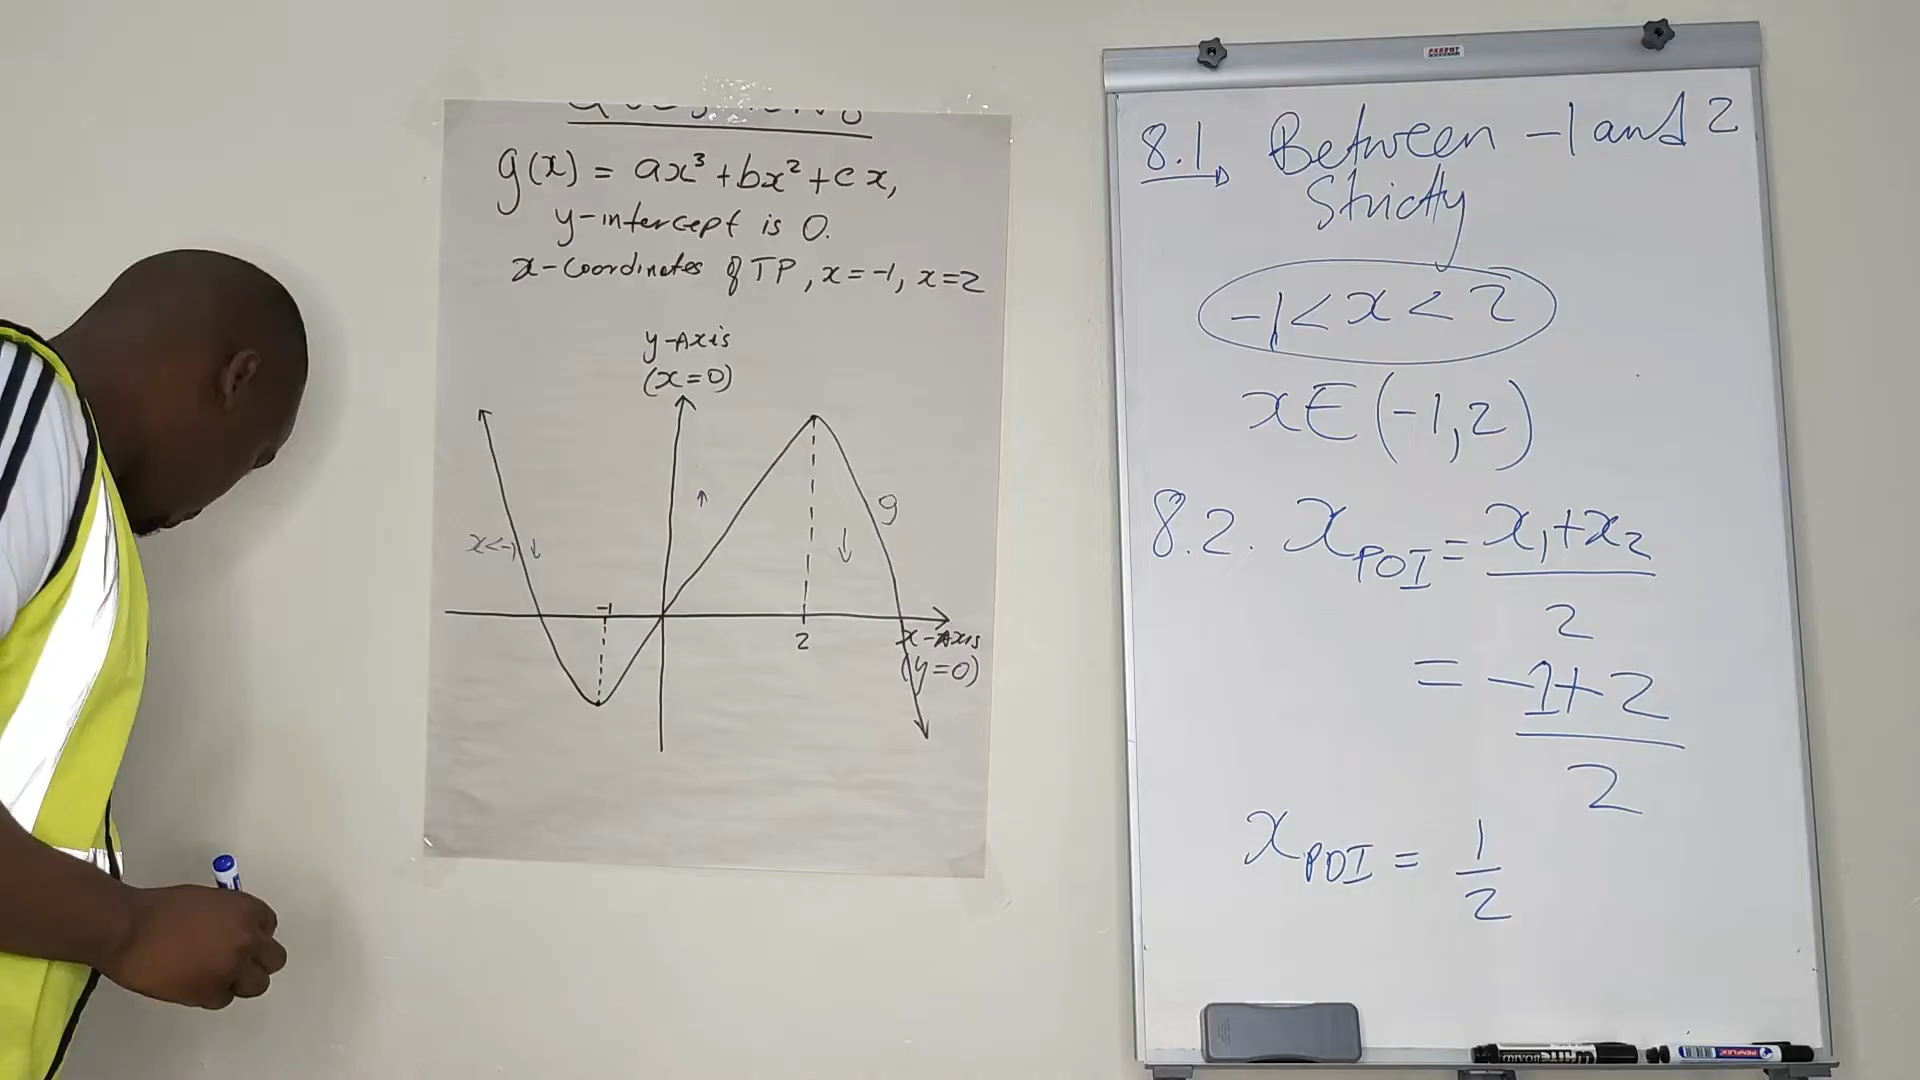 g(x) = ax³ + bx² + cx,
y-intercept is 0.
x-coordinates of TP, x = -1, x = 2
y-Axis
(x = 0)
g
x < -1
-1
2
x-Axis
(y = 0)
PARROT
8.1 Between -1 and 2
Strictly
-1 < x < 2
x ∈ (-1, 2)
8.2. x_POI = (x₁ + x₂)/2
= (-1 + 2)/2
x_POI = 1/2
PENFLEX